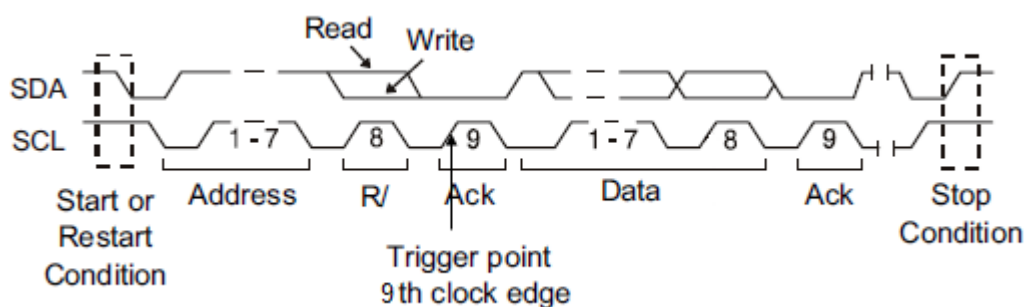 Read
Write
SDA
SCL
1 - 7
8
9
1 - 7
8
9
Address
R/
Ack
Data
Ack
Start or
Restart
Condition
Stop
Condition
Trigger point
9th clock edge